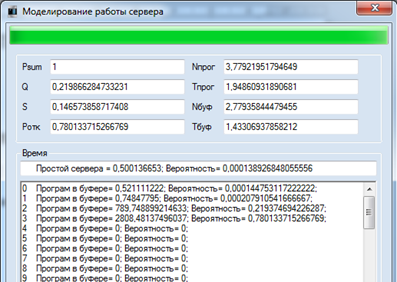 Моделирование работы сервера
Psum 1 Nпрог 3,77921951794649
Q 0,219866284733231 Tпрог 1,94860931890681
S 0,146573858717408 Nбуф 2,77935844479455
Pотк 0,780133715266769 Tбуф 1,43306937858212
Время
Простой сервера = 0,500136653; Вероятность= 0,000138926848055556
0 Програм в буфере= 0,521111222; Вероятность= 0,000144753117222222;
1 Програм в буфере= 0,74847795; Вероятность= 0,000207910541666667;
2 Програм в буфере= 789,748899214633; Вероятность= 0,219374694226287;
3 Програм в буфере= 2808,48137496037; Вероятность= 0,780133715266769;
4 Програм в буфере= 0; Вероятность= 0;
5 Програм в буфере= 0; Вероятность= 0;
6 Програм в буфере= 0; Вероятность= 0;
7 Програм в буфере= 0; Вероятность= 0;
8 Програм в буфере= 0; Вероятность= 0;
9 Програм в буфере= 0; Вероятность= 0;